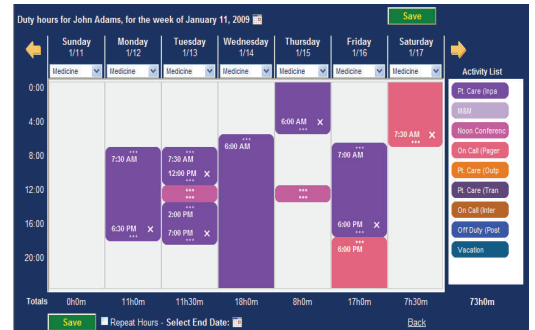 Duty hours for John Adams, for the week of January 11, 2009
Save
Sunday Monday Tuesday Wednesday Thursday Friday Saturday
1/11 1/12 1/13 1/14 1/15 1/16 1/17
Medicine Medicine Medicine Medicine Medicine Medicine Medicine Activity List
0:00 Pt. Care (Inpa
M&M
4:00 6:00 AM X Noon Conferenc
7:30 AM X On Call (Pager
6:00 AM
8:00 7:30 AM 7:30 AM 7:00 AM Pt. Care (Outp
12:00 PM X
12:00 Pt. Care (Tran
On Call (Inter
2:00 PM
16:00 6:30 PM X 7:00 PM X 6:00 PM X Off Duty (Post
6:00 PM Vacation
20:00
Totals 0h0m 11h0m 11h30m 18h0m 8h0m 17h0m 7h30m 73h0m
Save Repeat Hours - Select End Date: Back